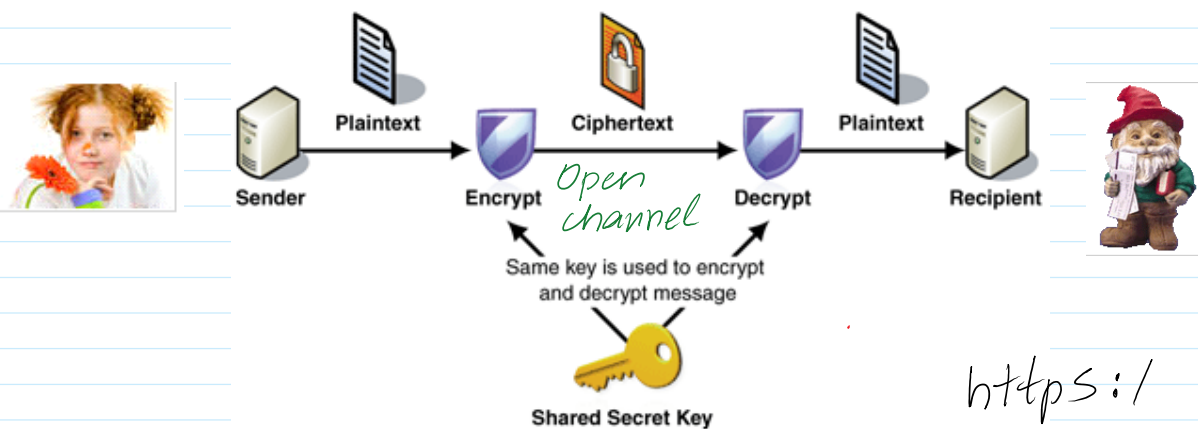 Plaintext
Ciphertext
Plaintext
Sender
Encrypt
Open
channel
Decrypt
Recipient
Same key is used to encrypt
and decrypt message
Shared Secret Key
https:/